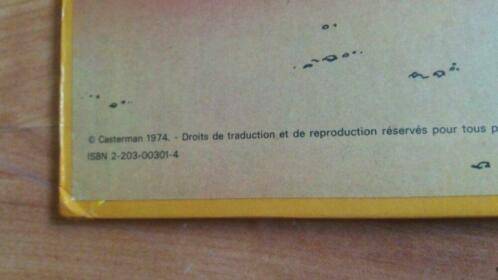 © Casterman 1974. - Droits de traduction et de reproduction réservés pour tous p
ISBN 2-203-00301-4